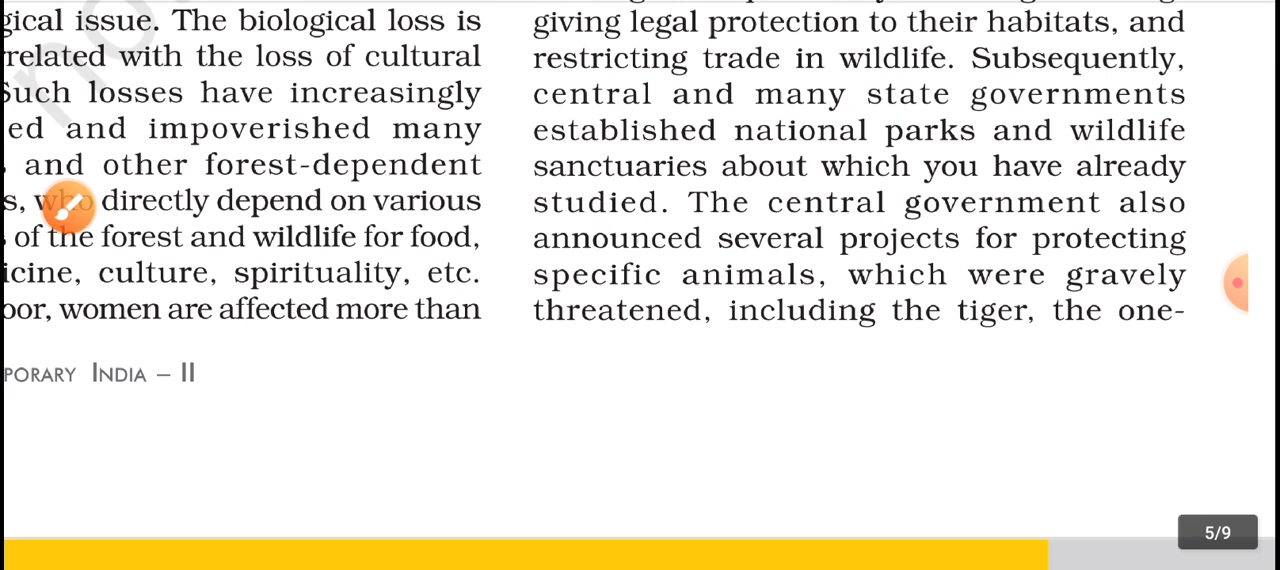 gical issue. The biological loss is
related with the loss of cultural
Such losses have increasingly
ed and impoverished many
and other forest-dependent
s, who directly depend on various
of the forest and wildlife for food,
icine, culture, spirituality, etc.
oor, women are affected more than
PORARY INDIA – II
giving legal protection to their habitats, and
restricting trade in wildlife. Subsequently,
central and many state governments
established national parks and wildlife
sanctuaries about which you have already
studied. The central government also
announced several projects for protecting
specific animals, which were gravely
threatened, including the tiger, the one-
5/9